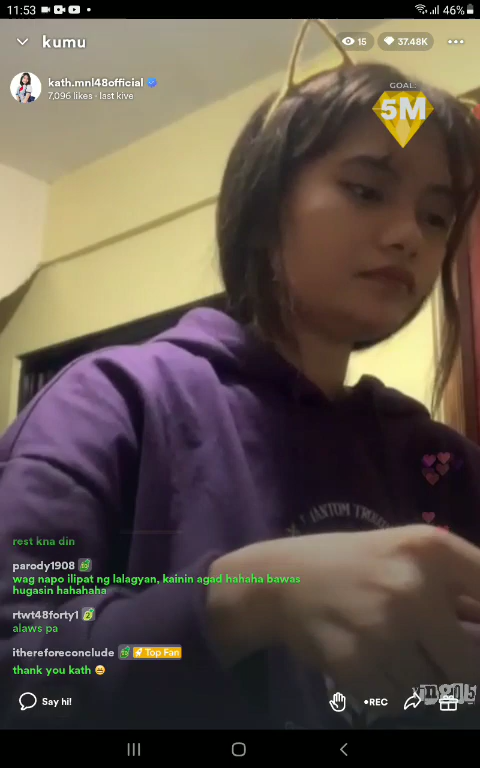 11:53
46%
kumu
15
37.48K
kath.mnl48official
7,096 likes · last kive
GOAL:
5M
rest kna din
parody1908
wag napo ilipat ng lalagyan, kainin agad hahaha bawas
hugasin hahahaha
rtwt48forty1
2
alaws pa
ithereforeconclude
Top Fan
thank you kath
Say hi!
•REC